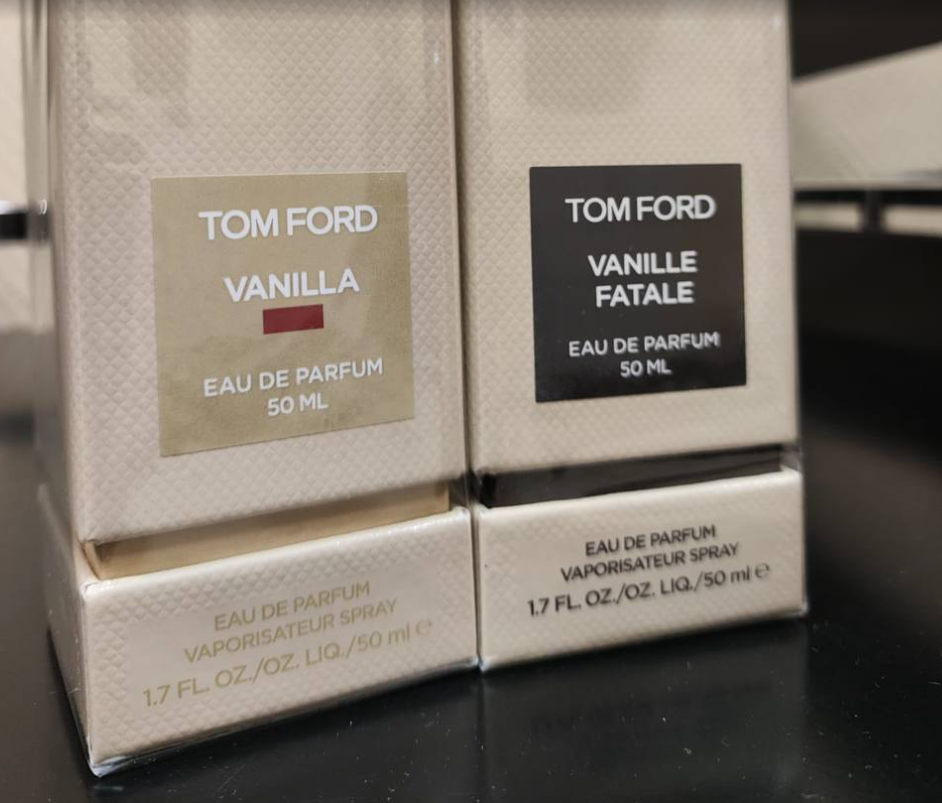 TOM FORD
VANILLA
EAU DE PARFUM
50 ML
EAU DE PARFUM
VAPORISATEUR SPRAY
1.7 FL. OZ./OZ. LIQ./50 ml ℮
TOM FORD
VANILLE
FATALE
EAU DE PARFUM
50 ML
EAU DE PARFUM
VAPORISATEUR SPRAY
1.7 FL. OZ./OZ. LIQ./50 ml ℮